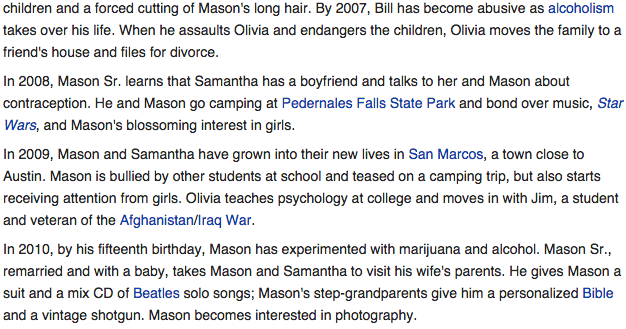 children and a forced cutting of Mason's long hair. By 2007, Bill has become abusive as alcoholism
takes over his life. When he assaults Olivia and endangers the children, Olivia moves the family to a
friend's house and files for divorce.
In 2008, Mason Sr. learns that Samantha has a boyfriend and talks to her and Mason about
contraception. He and Mason go camping at Pedernales Falls State Park and bond over music, Star
Wars, and Mason's blossoming interest in girls.
In 2009, Mason and Samantha have grown into their new lives in San Marcos, a town close to
Austin. Mason is bullied by other students at school and teased on a camping trip, but also starts
receiving attention from girls. Olivia teaches psychology at college and moves in with Jim, a student
and veteran of the Afghanistan/Iraq War.
In 2010, by his fifteenth birthday, Mason has experimented with marijuana and alcohol. Mason Sr.,
remarried and with a baby, takes Mason and Samantha to visit his wife's parents. He gives Mason a
suit and a mix CD of Beatles solo songs; Mason's step-grandparents give him a personalized Bible
and a vintage shotgun. Mason becomes interested in photography.